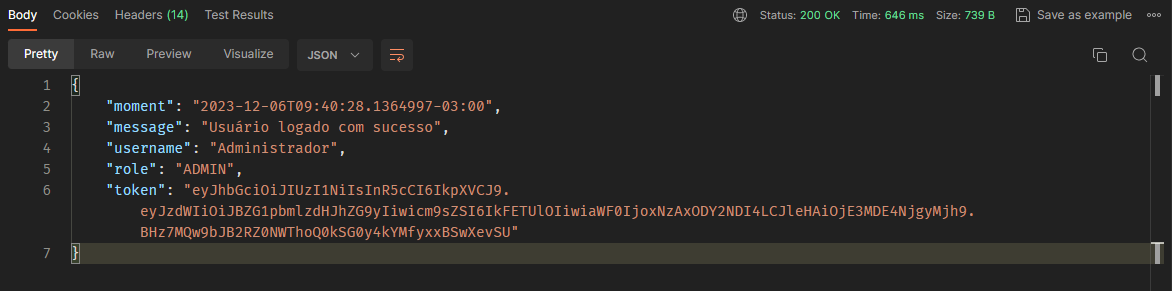 Body Cookies Headers (14) Test Results Status: 200 OK Time: 646 ms Size: 739 B Save as example
Pretty Raw Preview Visualize JSON
1 {
2 "moment": "2023-12-06T09:40:28.1364997-03:00",
3 "message": "Usuário logado com sucesso",
4 "username": "Administrador",
5 "role": "ADMIN",
6 "token": "eyJhbGciOiJIUzI1NiIsInR5cCI6IkpXVCJ9.
eyJzdWIiOiJBZG1pbmlzdHJhZG9yIiwicm9sZSI6IkFETUlOIiwiaWF0IjoxNzAxODY2NDI4LCJleHAiOjE3MDE4NjgyMjh9.
BHz7MQw9bJB2RZ0NWThoQ0kSG0y4kYMfyxxBSwXevSU"
7 }